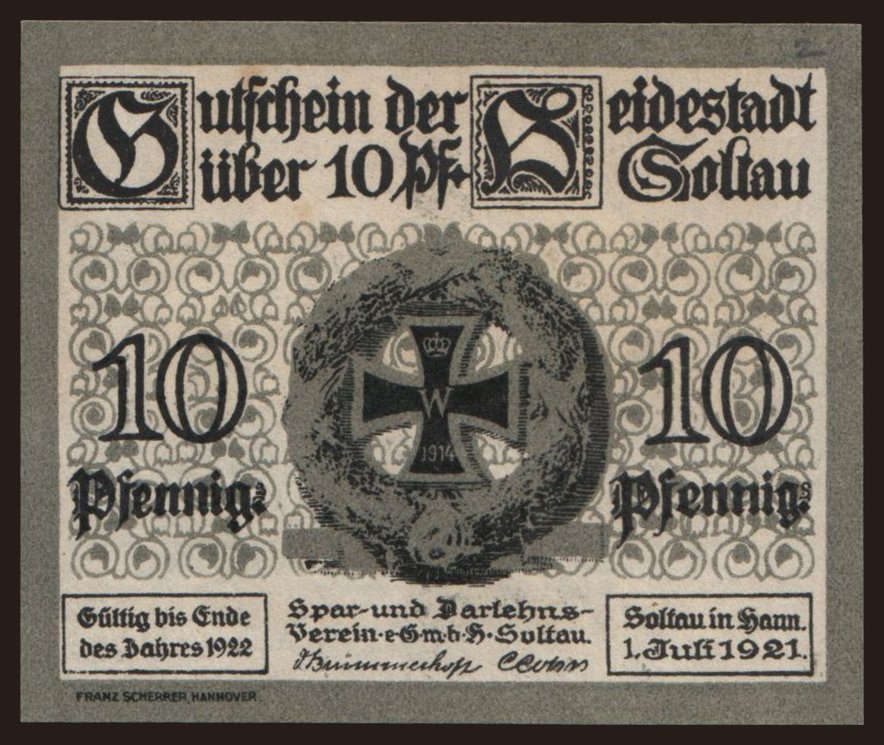 2
Gutschein der Heidestadt
über 10 Pf. Soltau
10 10
Pfennig. Pfennig.
W
1914
Gültig bis Ende
des Jahres 1922
Spar- und Darlehns-
Verein·e·G·m·b·H·Soltau.
Soltau in Hann.
1. Juli 1921.
FRANZ SCHERRER, HANNOVER.